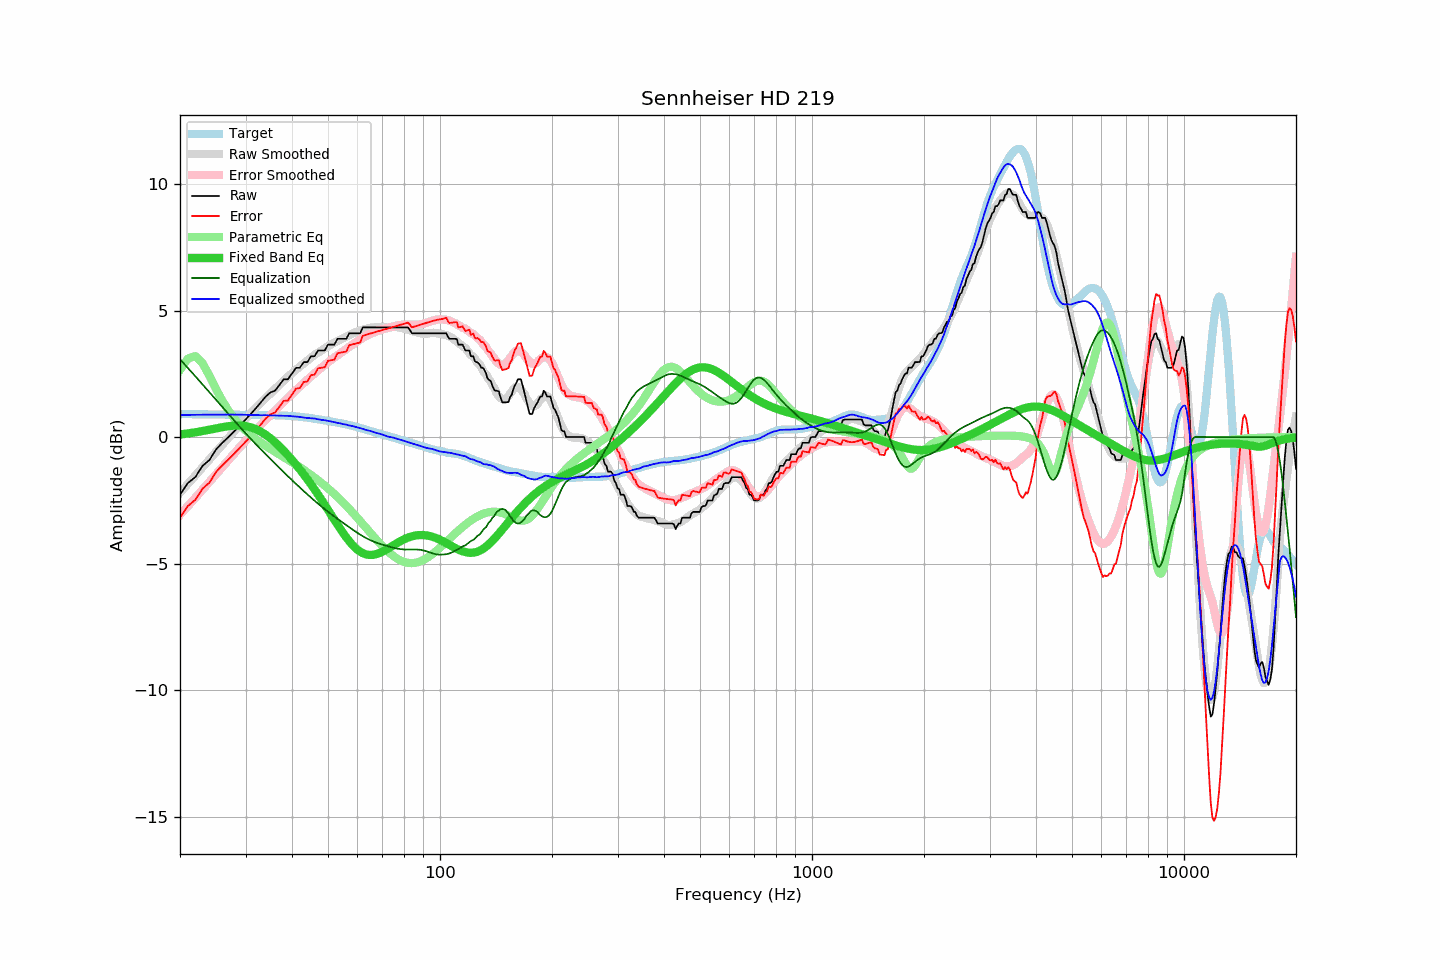 Sennheiser HD 219
Target
Raw Smoothed
Error Smoothed
Raw
Error
Parametric Eq
Fixed Band Eq
Equalization
Equalized smoothed
10
5
0
−5
−10
−15
Amplitude (dBr)
100
1000
10000
Frequency (Hz)